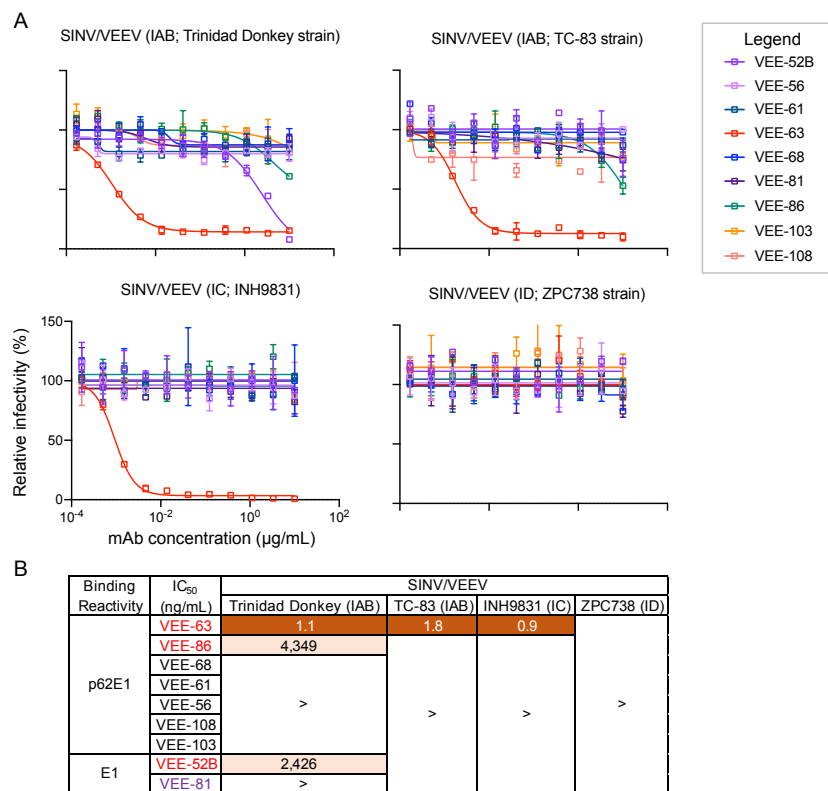 A
SINV/VEEV (IAB; Trinidad Donkey strain)
SINV/VEEV (IAB; TC-83 strain)
Legend
VEE-52B
VEE-56
VEE-61
VEE-63
VEE-68
VEE-81
VEE-86
VEE-103
VEE-108
SINV/VEEV (IC; INH9831)
SINV/VEEV (ID; ZPC738 strain)
Relative infectivity (%)
150
100
50
0
10⁻⁴
10⁻²
10⁰
10²
mAb concentration (µg/mL)
B
Binding Reactivity
IC₅₀ (ng/mL)
SINV/VEEV
Trinidad Donkey (IAB) TC-83 (IAB) INH9831 (IC) ZPC738 (ID)
p62E1
VEE-63 1.1 1.8 0.9
VEE-86 4,349
VEE-68
VEE-61
VEE-56 >
VEE-108 > > >
VEE-103
E1
VEE-52B 2,426
VEE-81 >